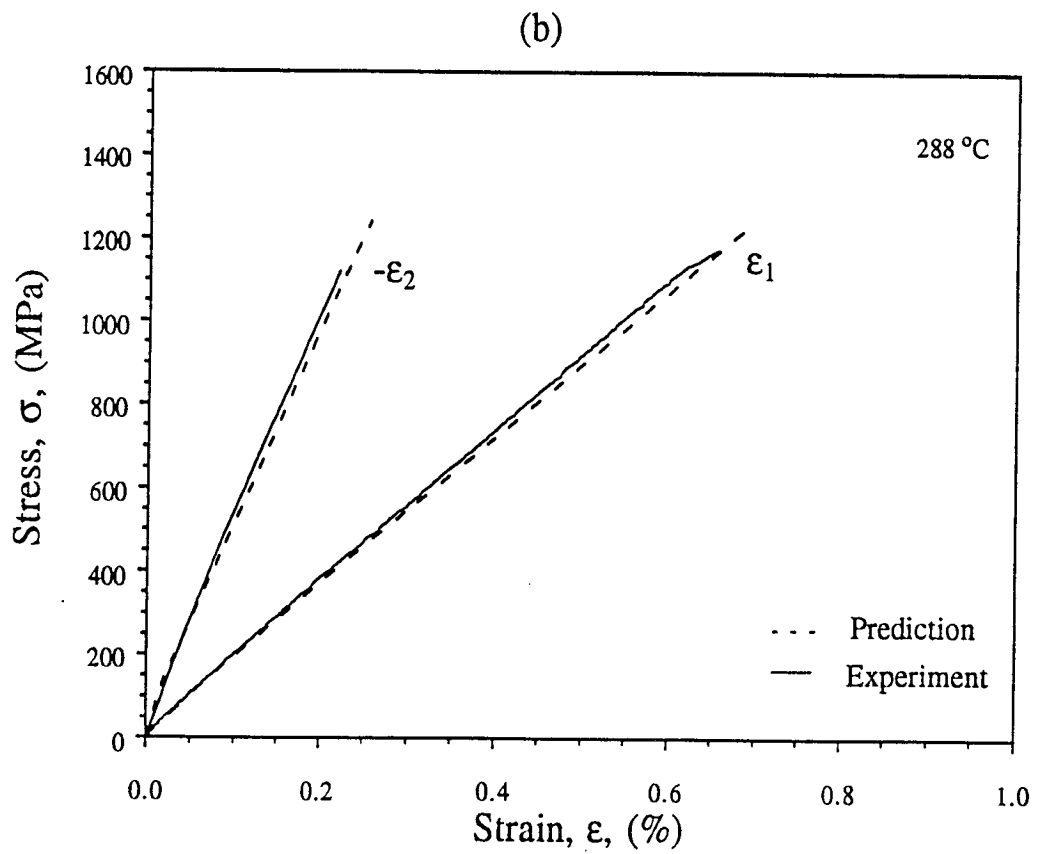 (b)
1600
1400
1200
1000
800
600
400
200
0
Stress, σ, (MPa)
288 °C
-ε2
ε1
- - - Prediction
Experiment
0.0 0.2 0.4 0.6 0.8 1.0
Strain, ε, (%)